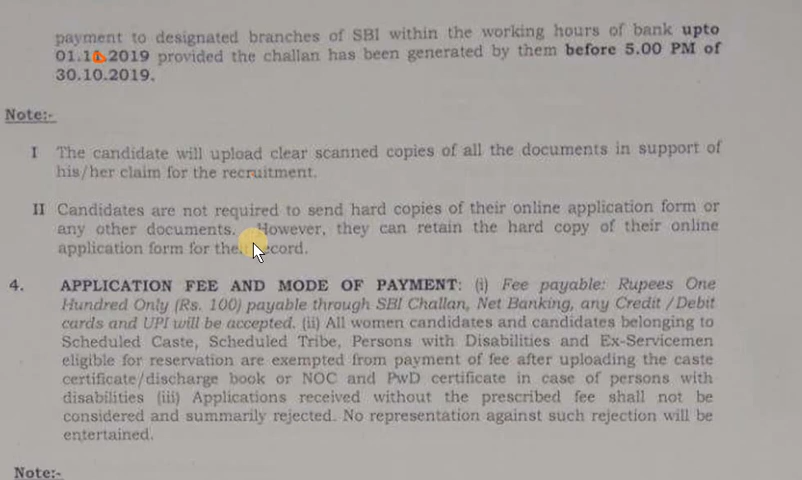 payment to designated branches of SBI within the working hours of bank upto
01.11.2019 provided the challan has been generated by them before 5.00 PM of
30.10.2019.
Note:-
I The candidate will upload clear scanned copies of all the documents in support of
his/her claim for the recruitment.
II Candidates are not required to send hard copies of their online application form or
any other documents. However, they can retain the hard copy of their online
application form for their record.
4. APPLICATION FEE AND MODE OF PAYMENT: (i) Fee payable: Rupees One
Hundred Only (Rs. 100) payable through SBI Challan, Net Banking, any Credit/Debit
cards and UPI will be accepted. (ii) All women candidates and candidates belonging to
Scheduled Caste, Scheduled Tribe, Persons with Disabilities and Ex-Servicemen
eligible for reservation are exempted from payment of fee after uploading the caste
certificate/discharge book or NOC and PwD certificate in case of persons with
disabilities (iii) Applications received without the prescribed fee shall not be
considered and summarily rejected. No representation against such rejection will be
entertained.
Note:-